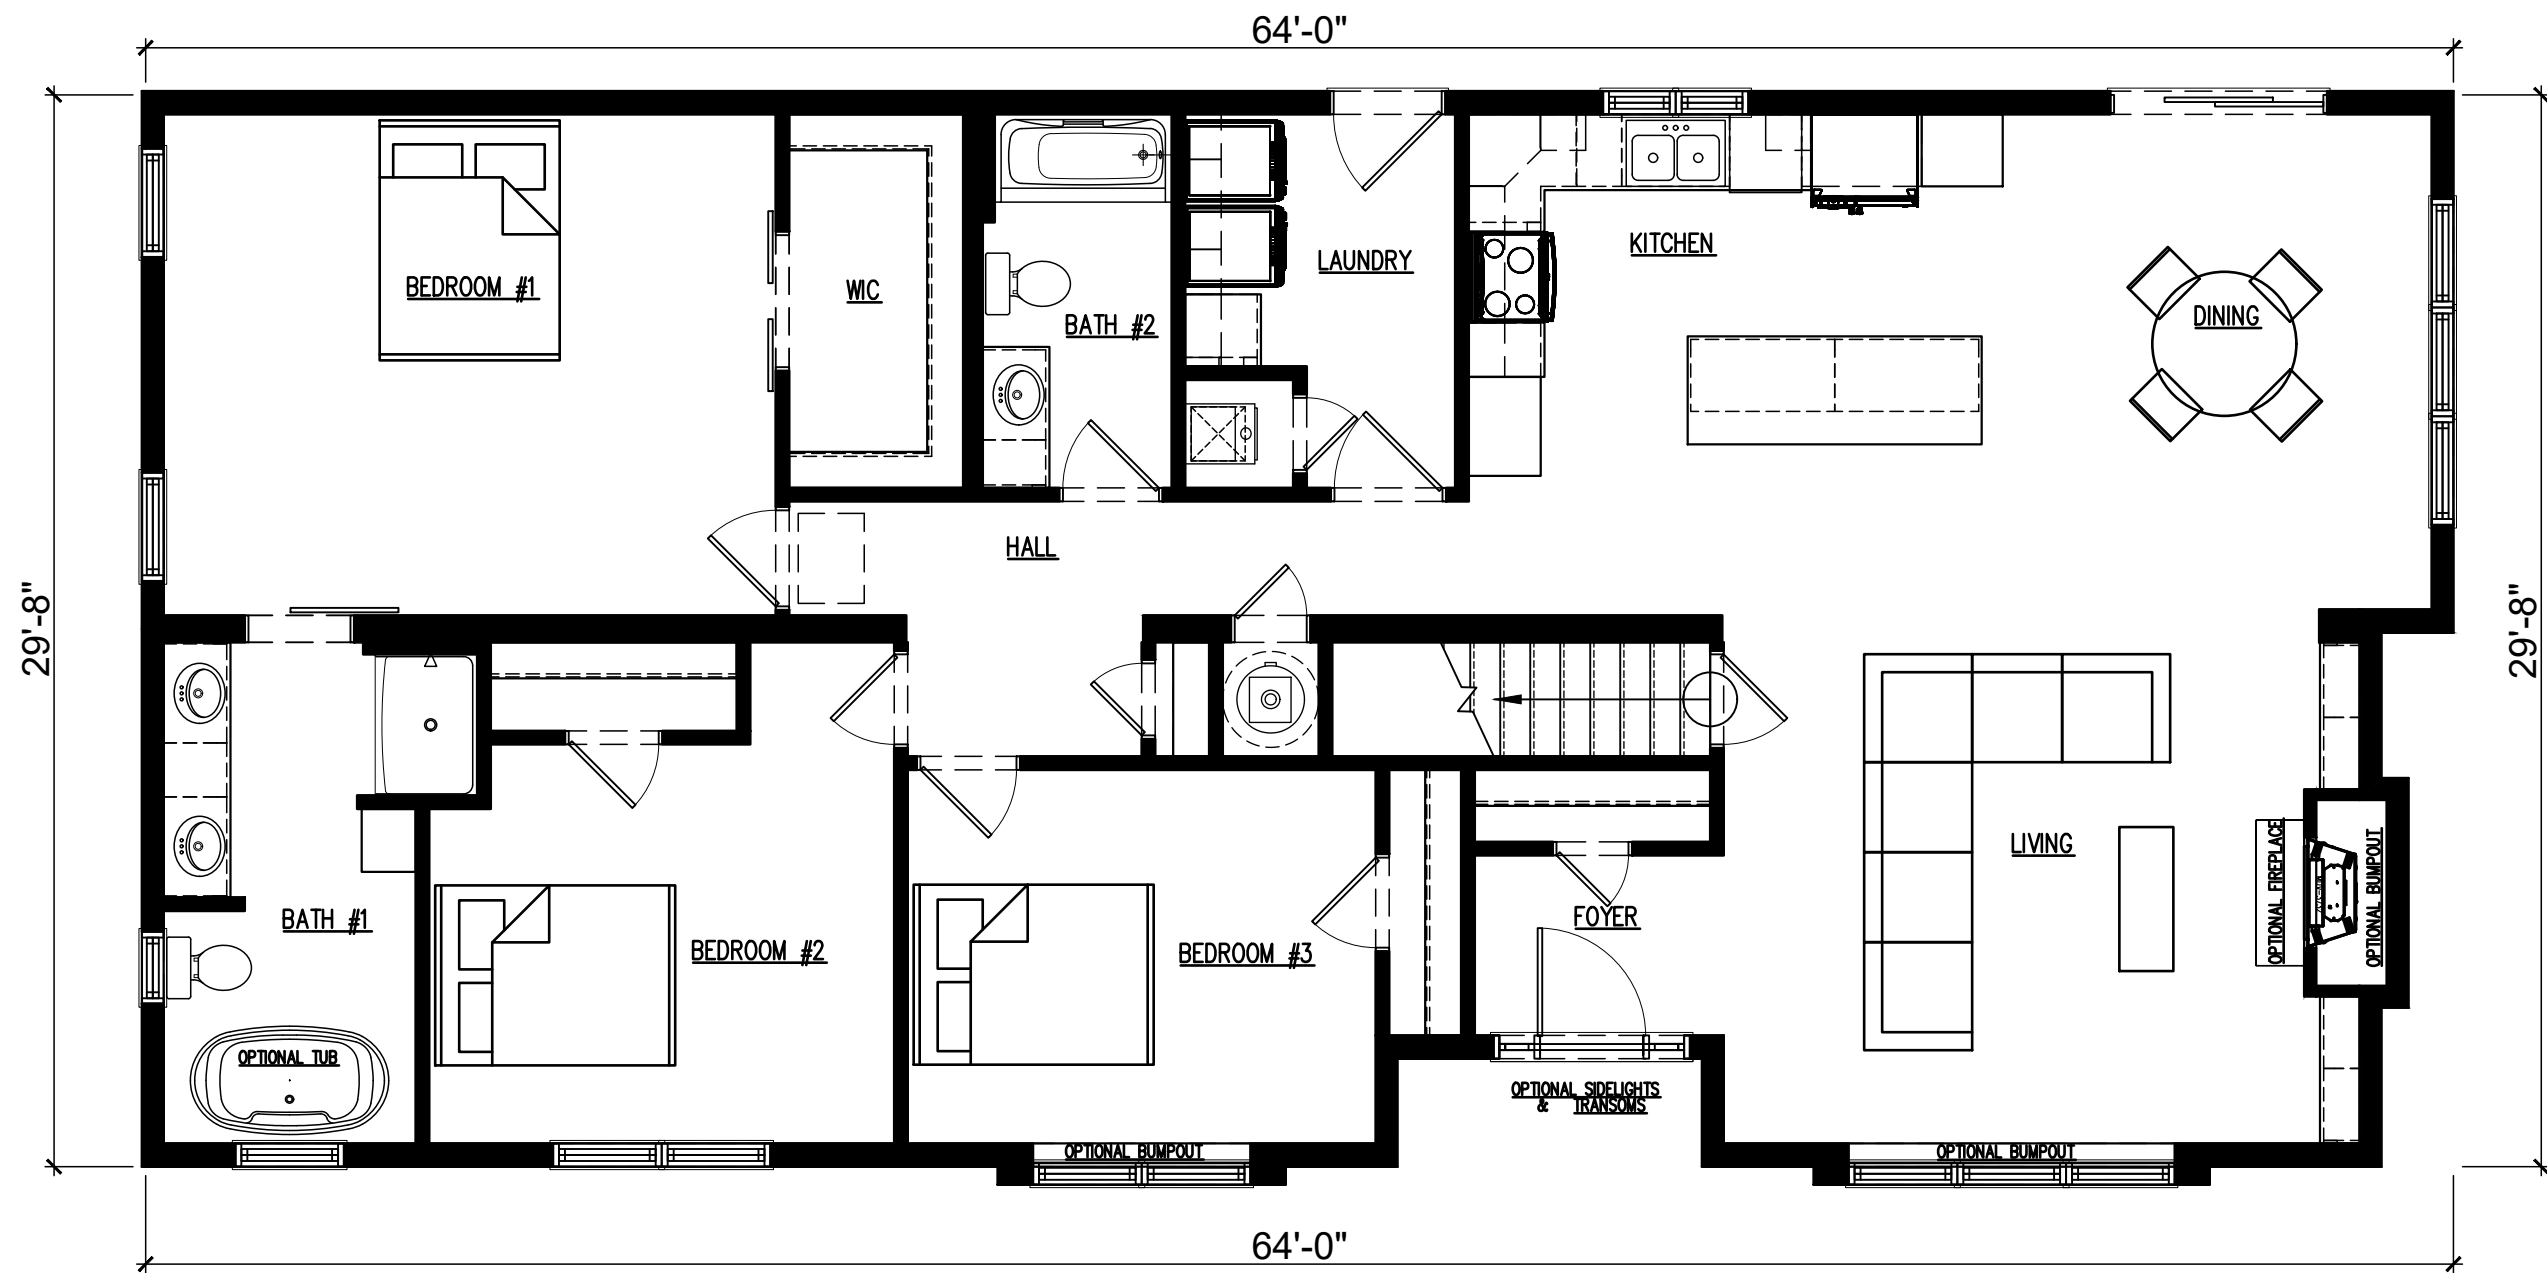 64'-0"
29'-8"
29'-8"
BEDROOM #1
WIC
BATH #2
LAUNDRY
KITCHEN
DINING
HALL
BATH #1
OPTIONAL TUB
BEDROOM #2
BEDROOM #3
FOYER
OPTIONAL SIDELIGHTS
& TRANSOMS
LIVING
OPTIONAL FIREPLACE
OPTIONAL BUMPOUT
OPTIONAL BUMPOUT
OPTIONAL BUMPOUT
64'-0"